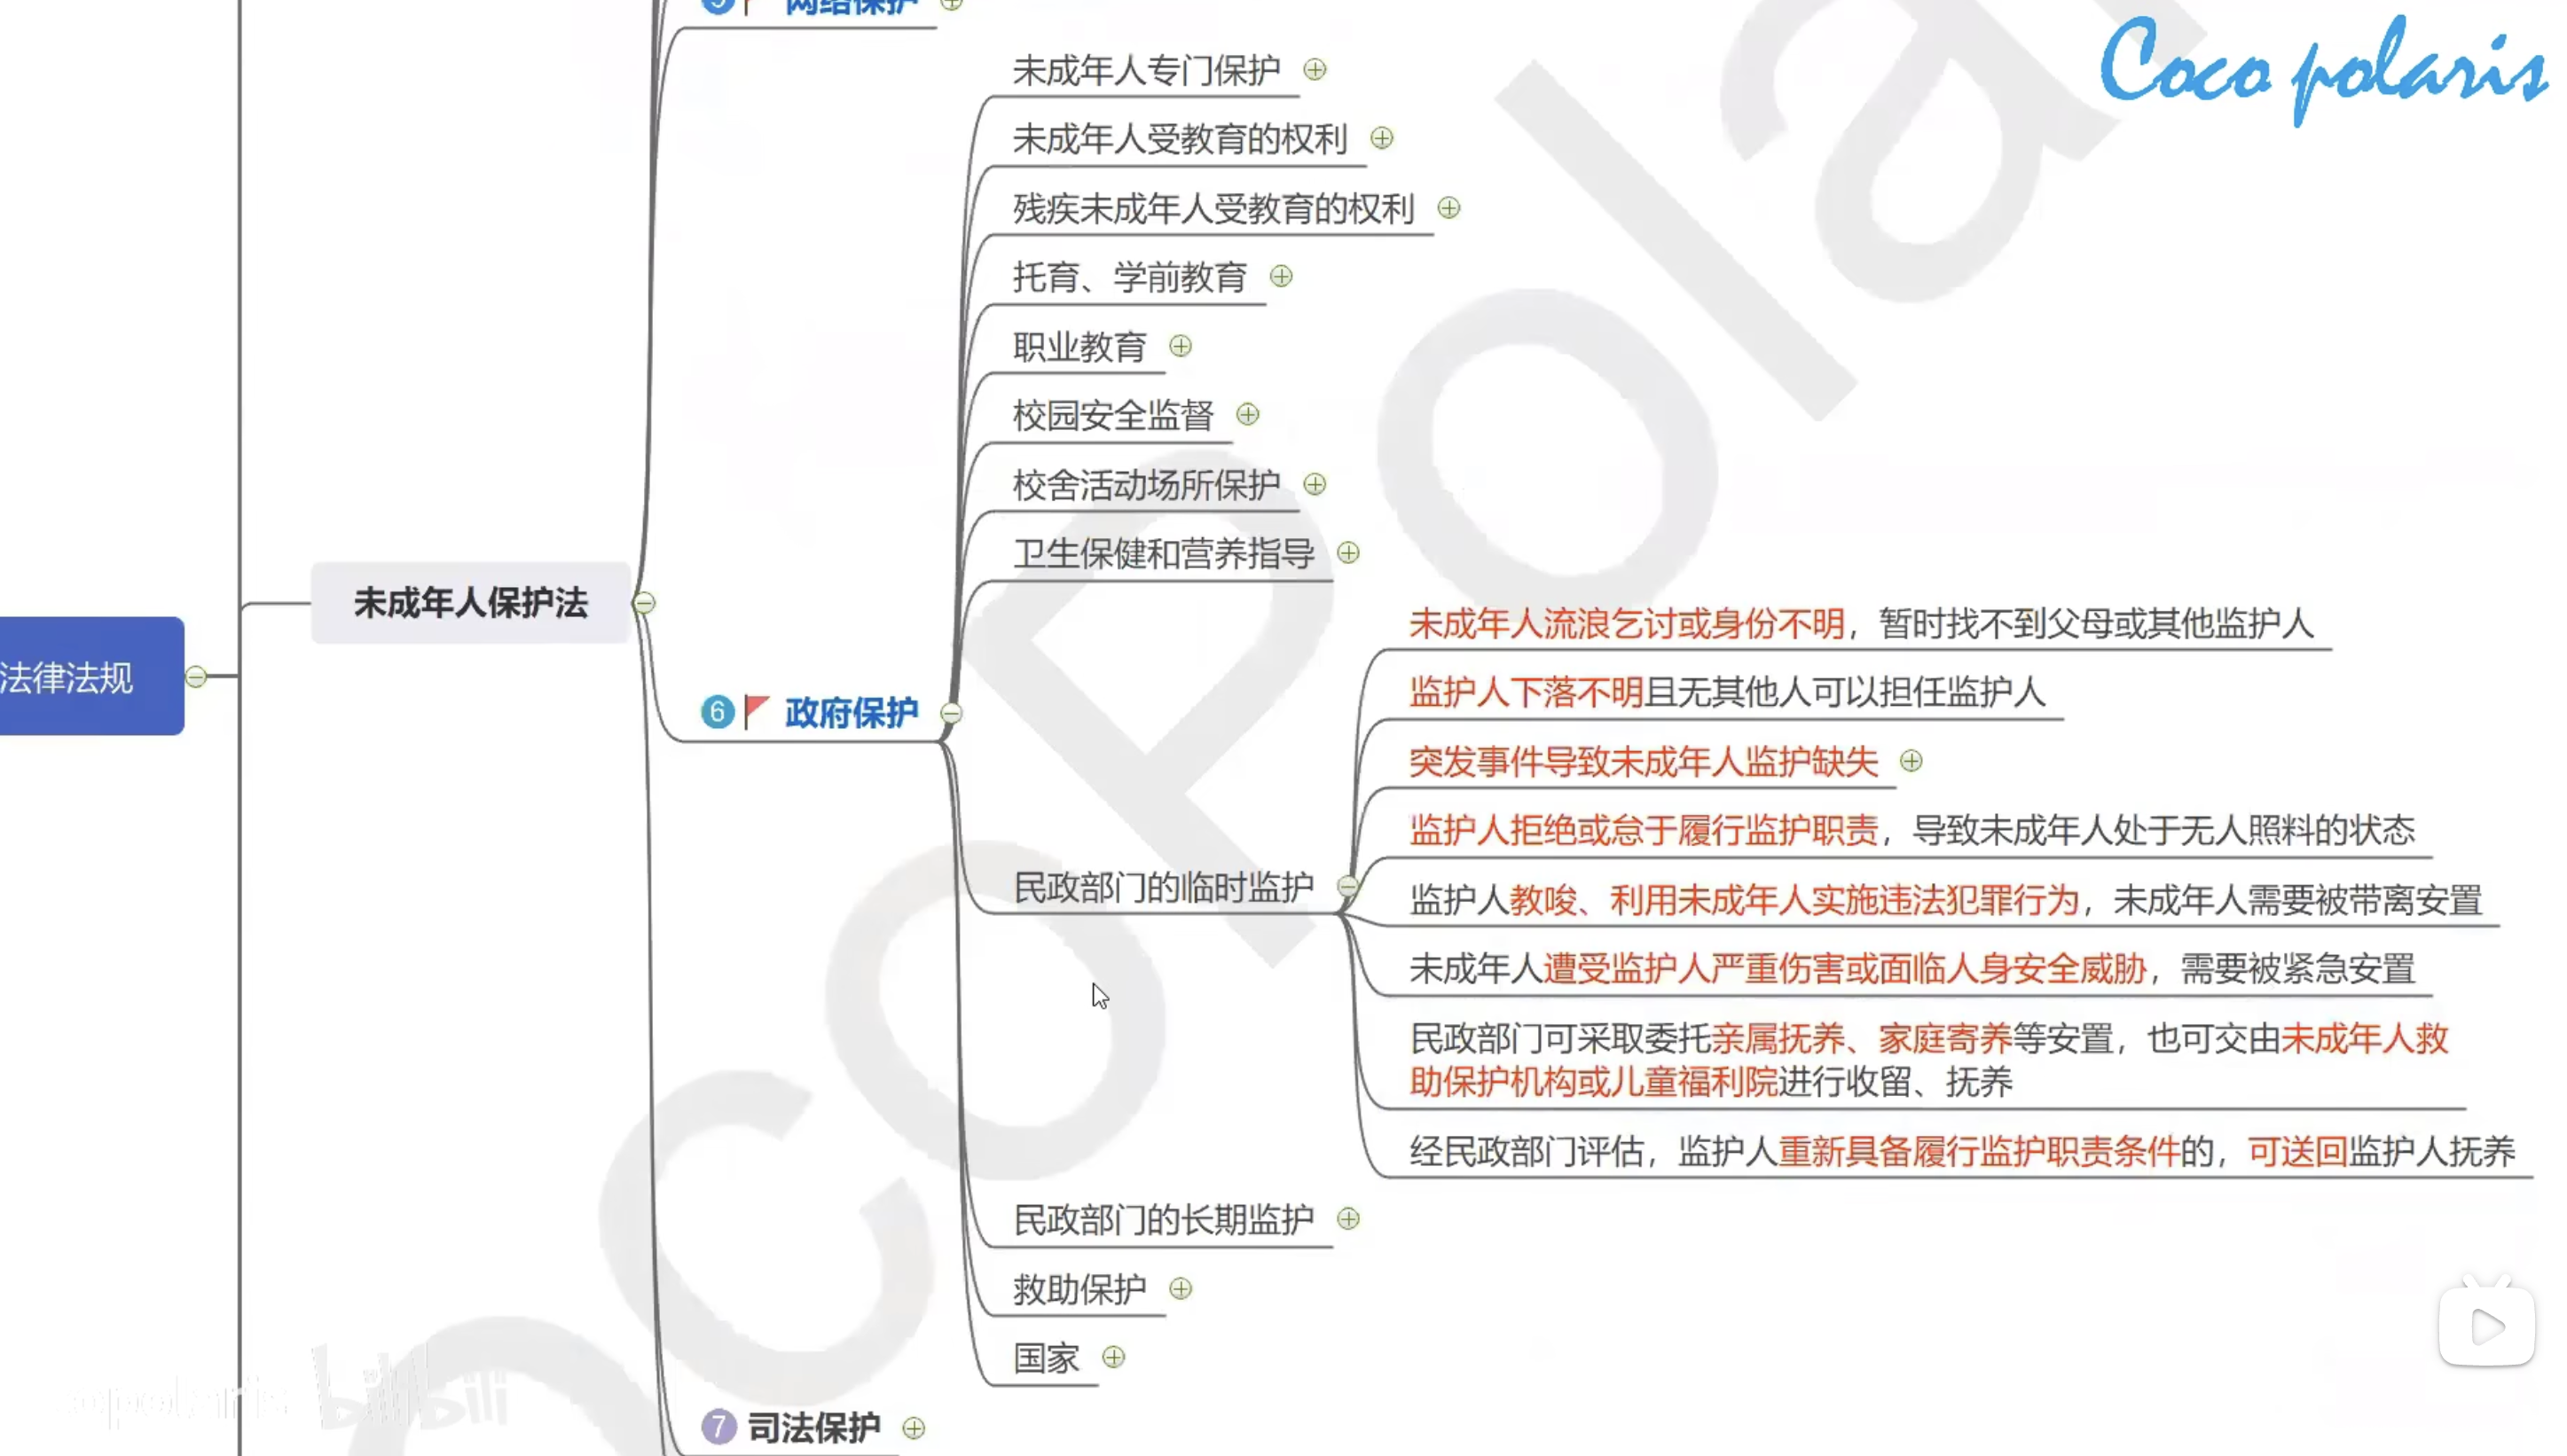 5 网络保护
Coco polaris
未成年人专门保护
未成年人受教育的权利
残疾未成年人受教育的权利
托育、学前教育
职业教育
校园安全监督
校舍活动场所保护
卫生保健和营养指导
未成年人保护法
法律法规
6 政府保护
未成年人流浪乞讨或身份不明，暂时找不到父母或其他监护人
监护人下落不明且无其他人可以担任监护人
突发事件导致未成年人监护缺失
监护人拒绝或怠于履行监护职责，导致未成年人处于无人照料的状态
民政部门的临时监护
监护人教唆、利用未成年人实施违法犯罪行为，未成年人需要被带离安置
未成年人遭受监护人严重伤害或面临人身安全威胁，需要被紧急安置
民政部门可采取委托亲属抚养、家庭寄养等安置，也可交由未成年人救
助保护机构或儿童福利院进行收留、抚养
经民政部门评估，监护人重新具备履行监护职责条件的，可送回监护人抚养
民政部门的长期监护
救助保护
国家
7 司法保护
bilibili